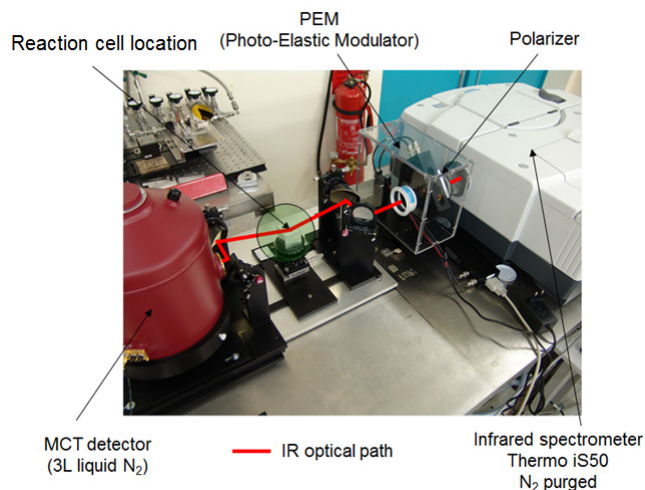 PEM
(Photo-Elastic Modulator)
Reaction cell location
Polarizer
MCT detector
(3L liquid N₂)
IR optical path
Infrared spectrometer
Thermo iS50
N₂ purged